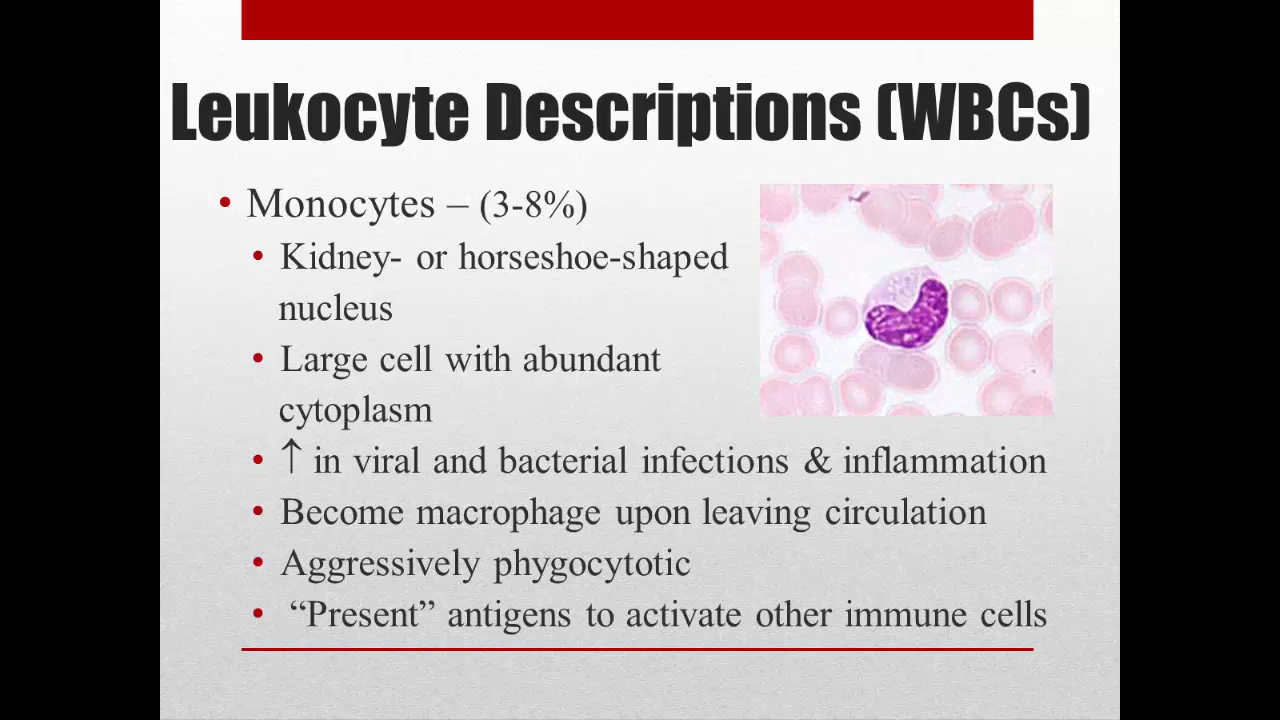 Leukocyte Descriptions (WBCs)
• Monocytes – (3-8%)
• Kidney- or horseshoe-shaped
nucleus
• Large cell with abundant
cytoplasm
• ↑ in viral and bacterial infections & inflammation
• Become macrophage upon leaving circulation
• Aggressively phygocytotic
• “Present” antigens to activate other immune cells